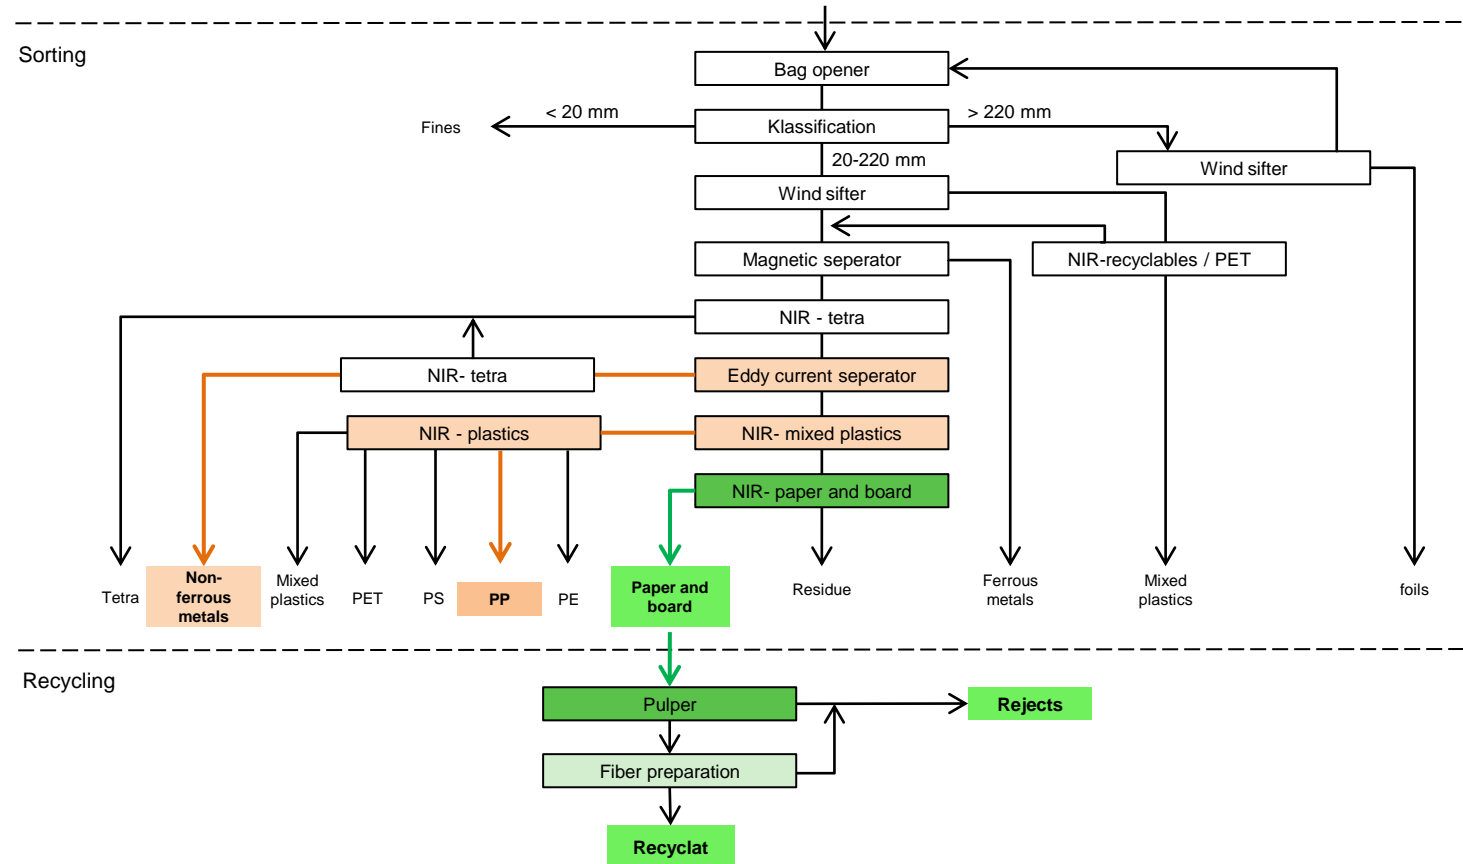 Sorting
Bag opener
< 20 mm
> 220 mm
Fines
Klassification
20-220 mm
Wind sifter
Wind sifter
Magnetic seperator
NIR-recyclables / PET
NIR - tetra
NIR- tetra
Eddy current seperator
NIR - plastics
NIR- mixed plastics
NIR- paper and board
Tetra
Non-
ferrous
metals
Mixed
plastics
PET
PS
PP
PE
Paper and
board
Residue
Ferrous
metals
Mixed
plastics
foils
Recycling
Pulper
Rejects
Fiber preparation
Recyclat